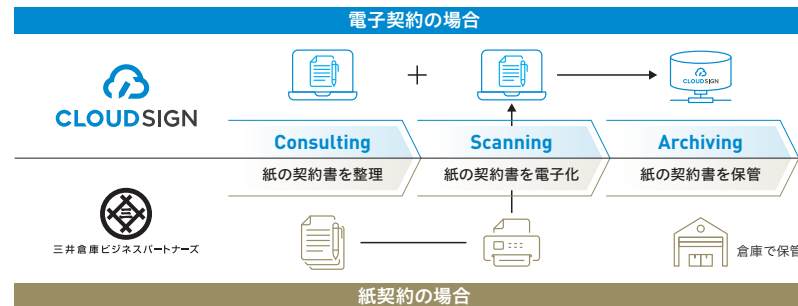 電子契約の場合
CLOUDSIGN
CLOUDSIGN
Consulting
Scanning
Archiving
紙の契約書を整理
紙の契約書を電子化
紙の契約書を保管
三井倉庫ビジネスパートナーズ
倉庫で保管
紙契約の場合